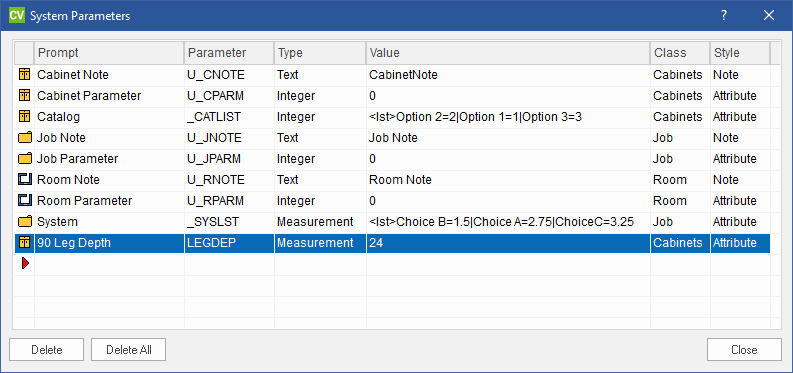 CV System Parameters ?
Prompt Parameter Type Value Class Style
Cabinet Note U_CNOTE Text CabinetNote Cabinets Note
Cabinet Parameter U_CPARM Integer 0 Cabinets Attribute
Catalog _CATLIST Integer <lst>Option 2=2|Option 1=1|Option 3=3 Cabinets Attribute
Job Note U_JNOTE Text Job Note Job Note
Job Parameter U_JPARM Integer 0 Job Attribute
Room Note U_RNOTE Text Room Note Room Note
Room Parameter U_RPARM Integer 0 Room Attribute
System _SYSLST Measurement <lst>Choice B=1.5|Choice A=2.75|ChoiceC=3.25 Job Attribute
90 Leg Depth LEGDEP Measurement 24 Cabinets Attribute
Delete Delete All Close